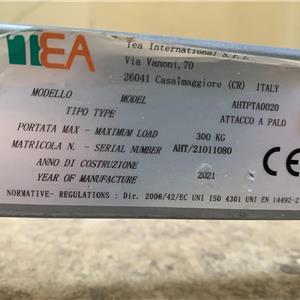 TEA
Tea International S.r.l.
Via Vanoni,70
26041 Casalmaggiore (CR) ITALY
MODELLO MODEL AHTPTA0020
TIPO TYPE ATTACCO A PALO
PORTATA MAX - MAXIMUM LOAD 300 KG
MATRICOLA N. - SERIAL NUMBER AHT/21011080
ANNO DI COSTRUZIONE
YEAR OF MANUFACTURE 2021
CE
NORMATIVE- REGULATIONS : Dir. 2006/42/EC UNI ISO 4301 UNI EN 14492-2